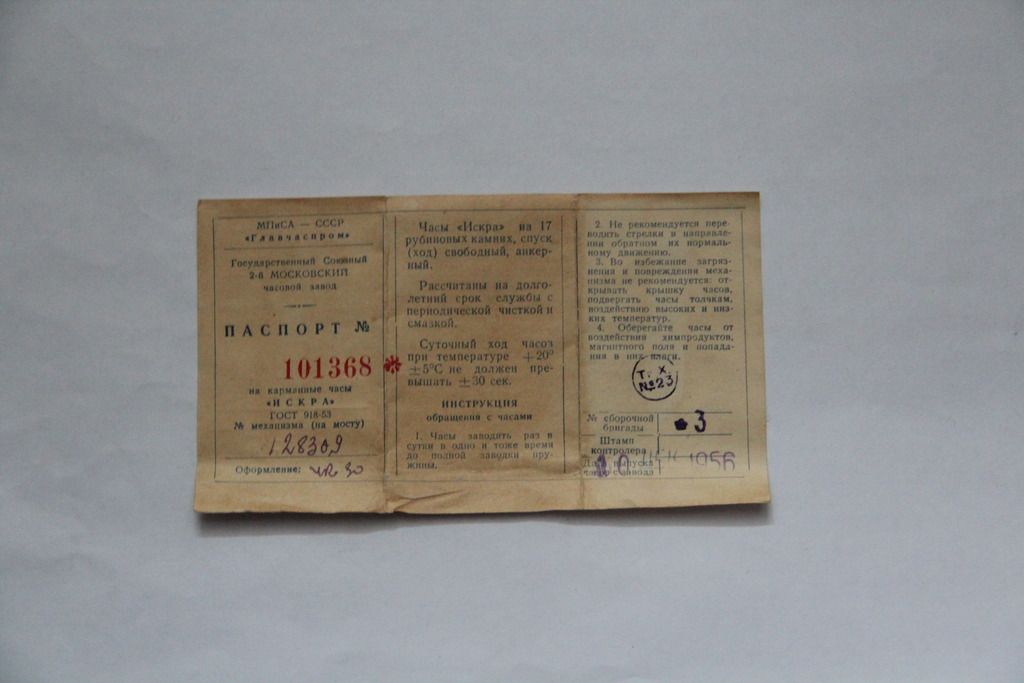 МПиСА — СССР
«Главчаспром»
Государственный Союзный
2-й МОСКОВСКИЙ
часовой завод
ПАСПОРТ №
101368 *
на карманные часы
«ИСКРА»
ГОСТ 918-53
№ механизма (на мосту)
128309
Оформление:
Часы «Искра» на 17
рубиновых камнях, спуск
(ход) свободный, анкер-
ный.
Рассчитаны на долго-
летний срок службы с
периодической чисткой и
смазкой.
Суточный ход часов
при температуре +20°
±5°С не должен пре-
вышать ±30 сек.
ИНСТРУКЦИЯ
обращения с часами
1. Часы заводить раз в
сутки в одно и тоже время
до полной заводки пру-
жины.
2. Не рекомендуется пере-
водить стрелки в направле-
нии обратном их нормаль-
ному движению.
3. Во избежание загряз-
нения и повреждения меха-
низма не рекомендуется: от-
крывать крышку часов,
подвергать часы толчкам,
воздействию высоких и низ-
ких температур.
4. Оберегайте часы от
воздействия химпродуктов,
магнитного поля и попада-
ния в них влаги.
Т. Х.
№23
№ сборочной
бригады
3
Штамп
контролера
выпуска
завода
10
1956